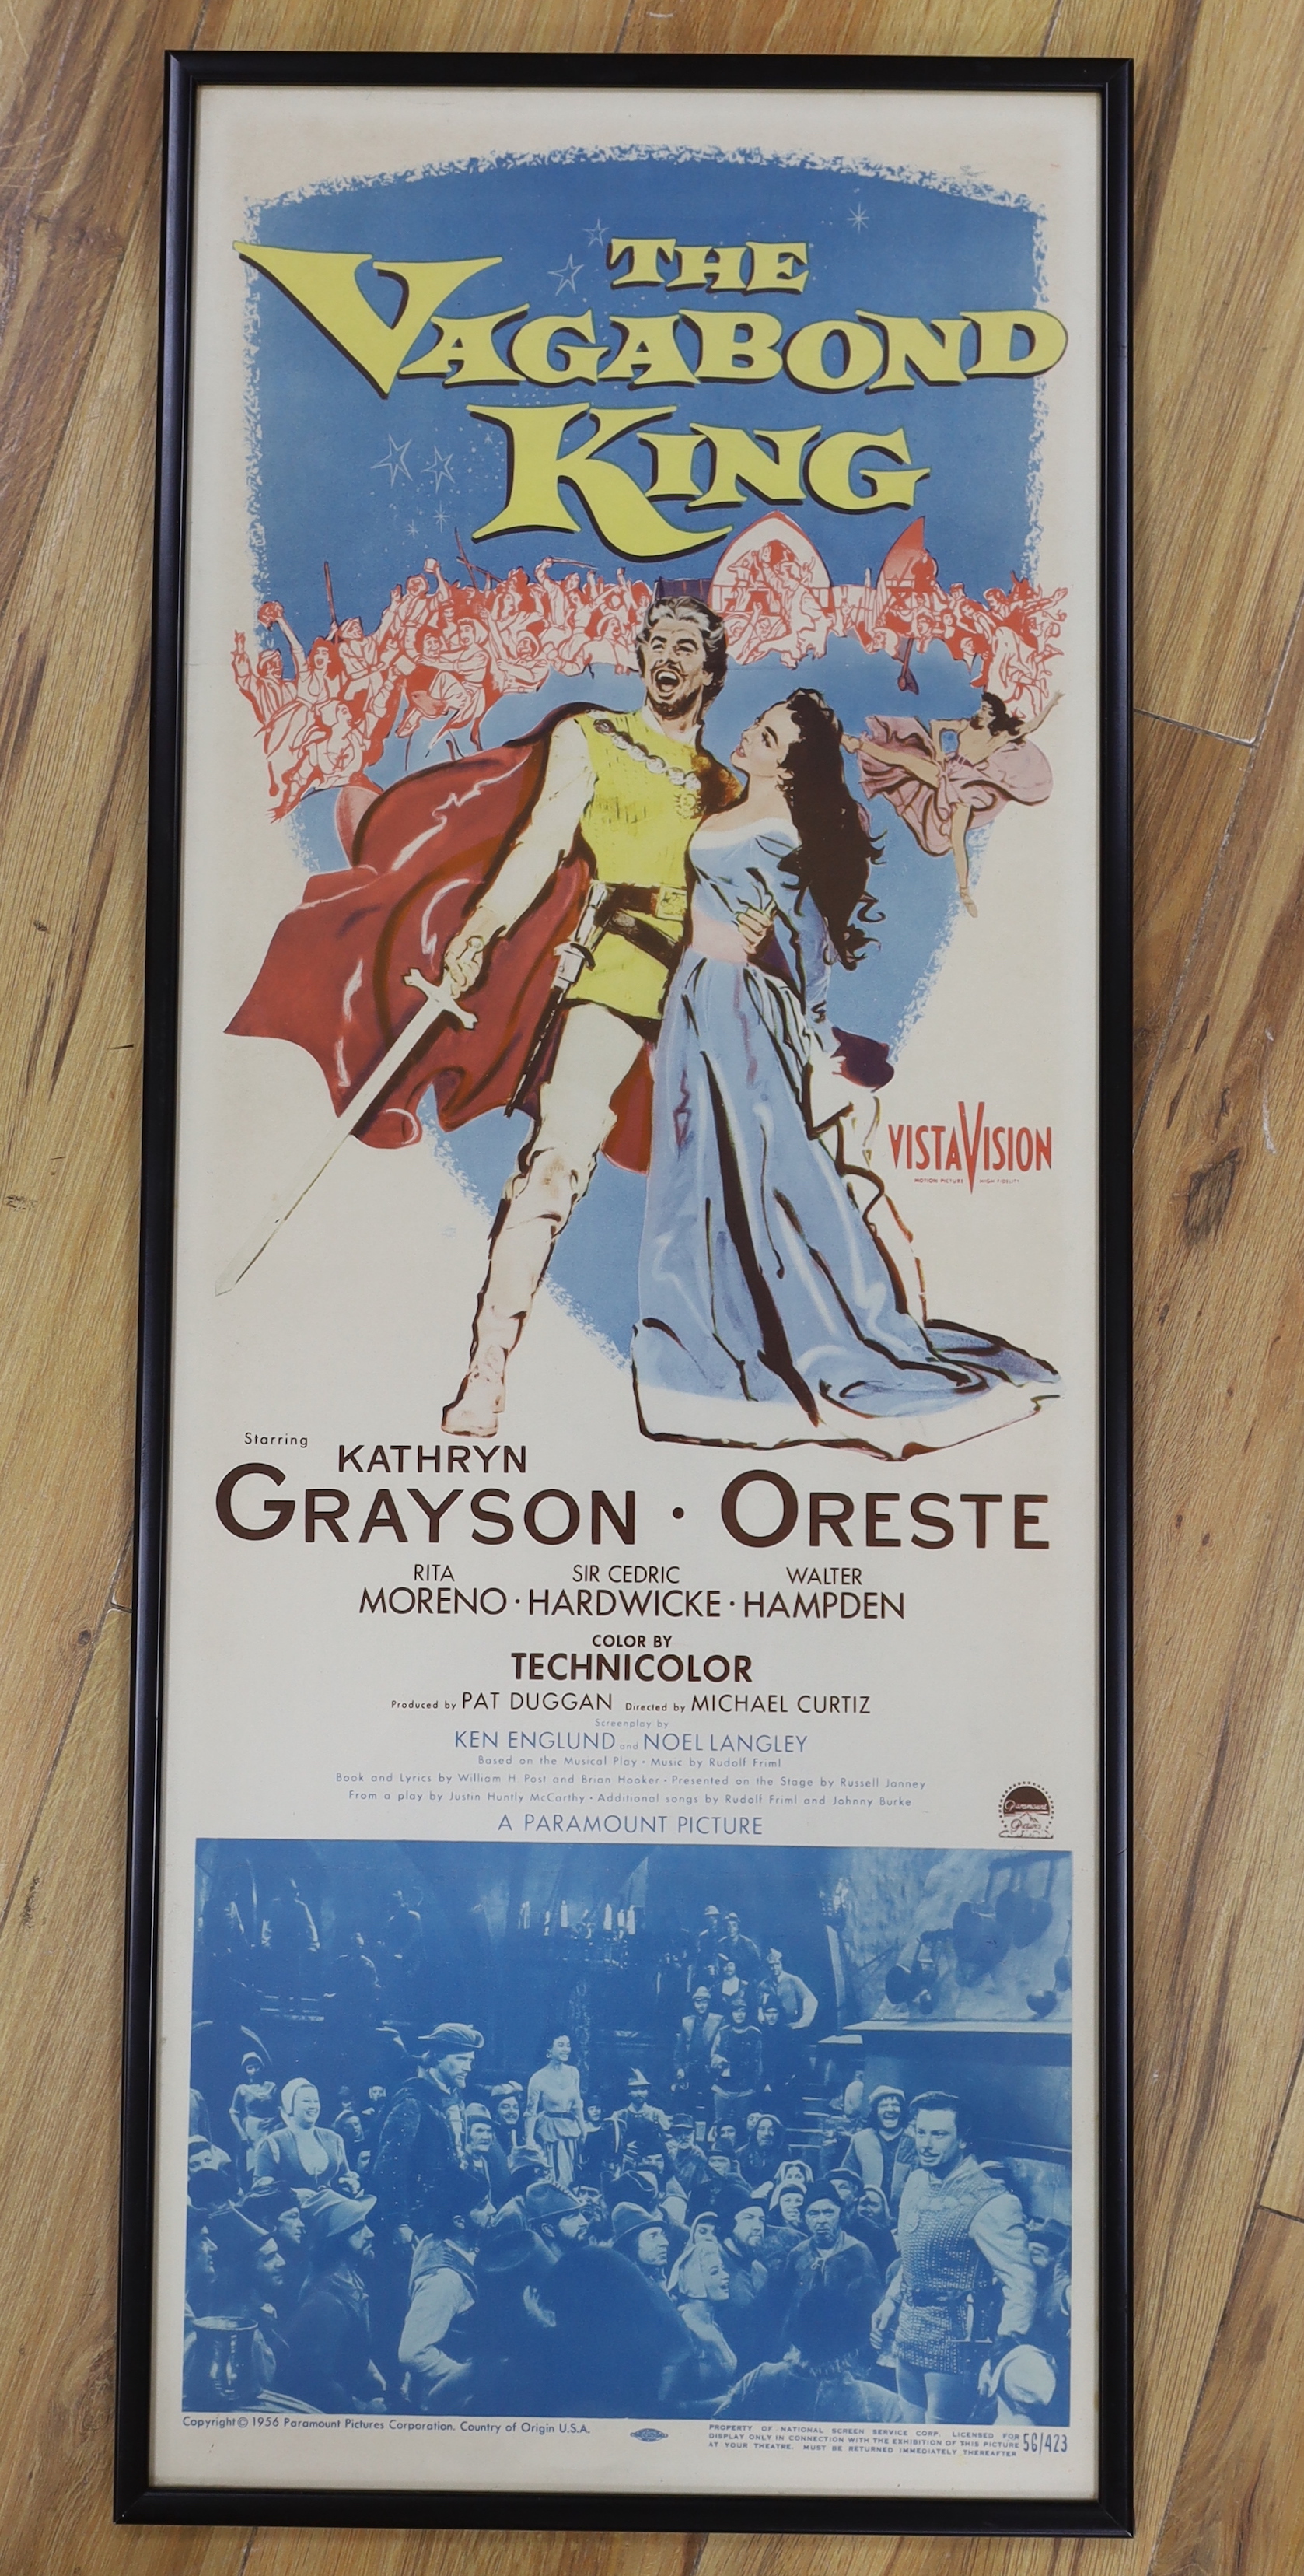 THE
VAGABOND
KING
VISTAVISION
MOTION PICTURE HIGH FIDELITY
Starring KATHRYN
GRAYSON · ORESTE
RITA SIR CEDRIC WALTER
MORENO · HARDWICKE · HAMPDEN
COLOR BY
TECHNICOLOR
Produced by PAT DUGGAN Directed by MICHAEL CURTIZ
Screenplay by
KEN ENGLUND and NOEL LANGLEY
Based on the Musical Play • Music by Rudolf Friml
Book and Lyrics by William H. Post and Brian Hooker • Presented on the Stage by Russell Janney
From a play by Justin Huntly McCarthy • Additional songs by Rudolf Friml and Johnny Burke
A PARAMOUNT PICTURE
Paramount
Copyright © 1956 Paramount Pictures Corporation. Country of Origin U.S.A.
PROPERTY OF NATIONAL SCREEN SERVICE CORP. LICENSED FOR
DISPLAY ONLY IN CONNECTION WITH THE EXHIBITION OF THIS PICTURE
AT YOUR THEATRE. MUST BE RETURNED IMMEDIATELY THEREAFTER
56/423